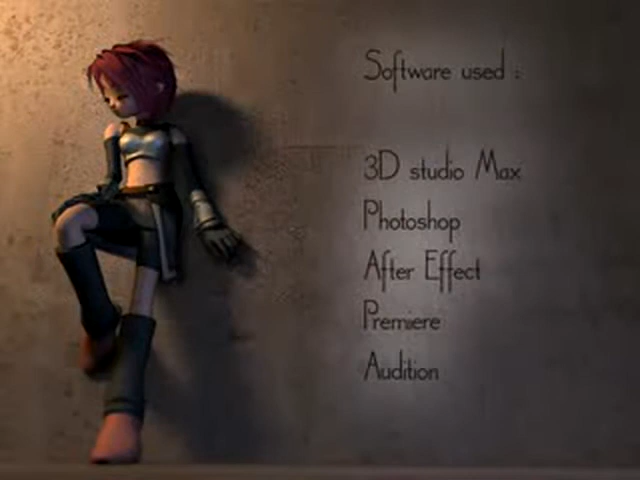 Software used :
3D studio Max
Photoshop
After Effect
Premiere
Audition